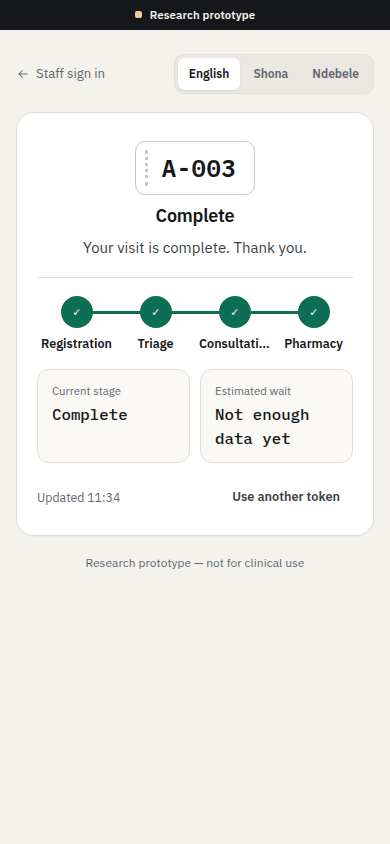 Research prototype
← Staff sign in
English Shona Ndebele
A-003
Complete
Your visit is complete. Thank you.
✓ ✓ ✓ ✓
Registration Triage Consultati... Pharmacy
Current stage
Complete
Estimated wait
Not enough
data yet
Updated 11:34 Use another token
Research prototype — not for clinical use